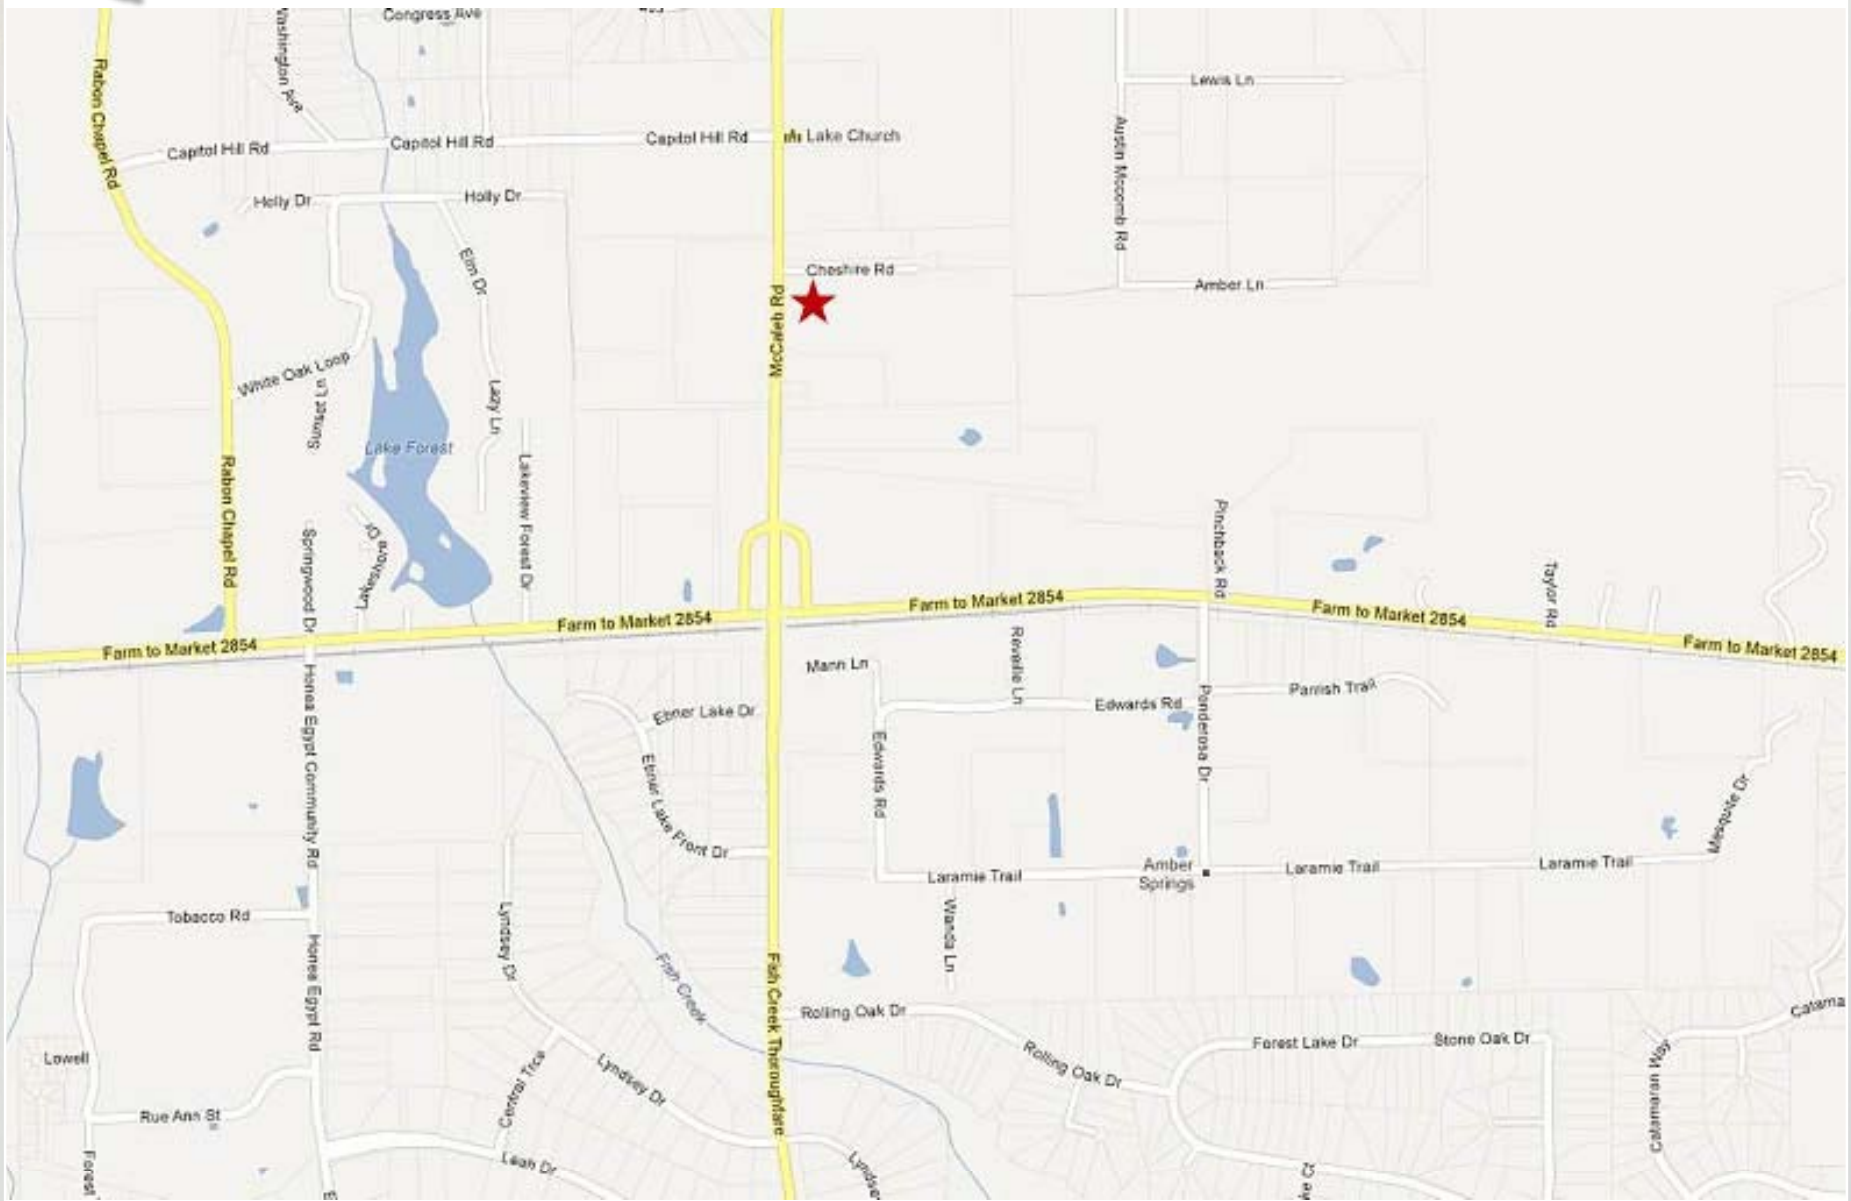 Congress Ave
Washington Ave
Rabon Chapel Rd
Lewis Ln
Capitol Hill Rd
Capitol Hill Rd
Capitol Hill Rd
Lake Church
Austin Mccomb Rd
Holly Dr
Holly Dr
Elm Dr
Cheshire Rd
Amber Ln
McCaleb Rd
White Oak Loop
Sunset Ln
Lazy Ln
Lake Forest
Rabon Chapel Rd
Lakeview Forest Dr
Springwood Dr
Lakeshore Dr
Pinchback Rd
Taylor Rd
Farm to Market 2854
Farm to Market 2854
Farm to Market 2854
Farm to Market 2854
Farm to Market 2854
Mann Ln
Reveille Ln
Honea Egypt Community Rd
Ebner Lake Dr
Edwards Rd
Parrish Trail
Ponderosa Dr
Edwards Rd
Ebner Lake Front Dr
Mesquite Dr
Laramie Trail
Amber
Springs
Laramie Trail
Laramie Trail
Tobacco Rd
Lyndsey Dr
Wanda Ln
Honea Egypt Rd
Fish Creek
Fish Creek Thoroughfare
Rolling Oak Dr
Catama
Lowell
Forest Lake Dr
Stone Oak Dr
Rolling Oak Dr
Central Trce
Lyndsey Dr
Catamaran Way
Rue Ann St
Leah Dr
Lyndsey
Forest